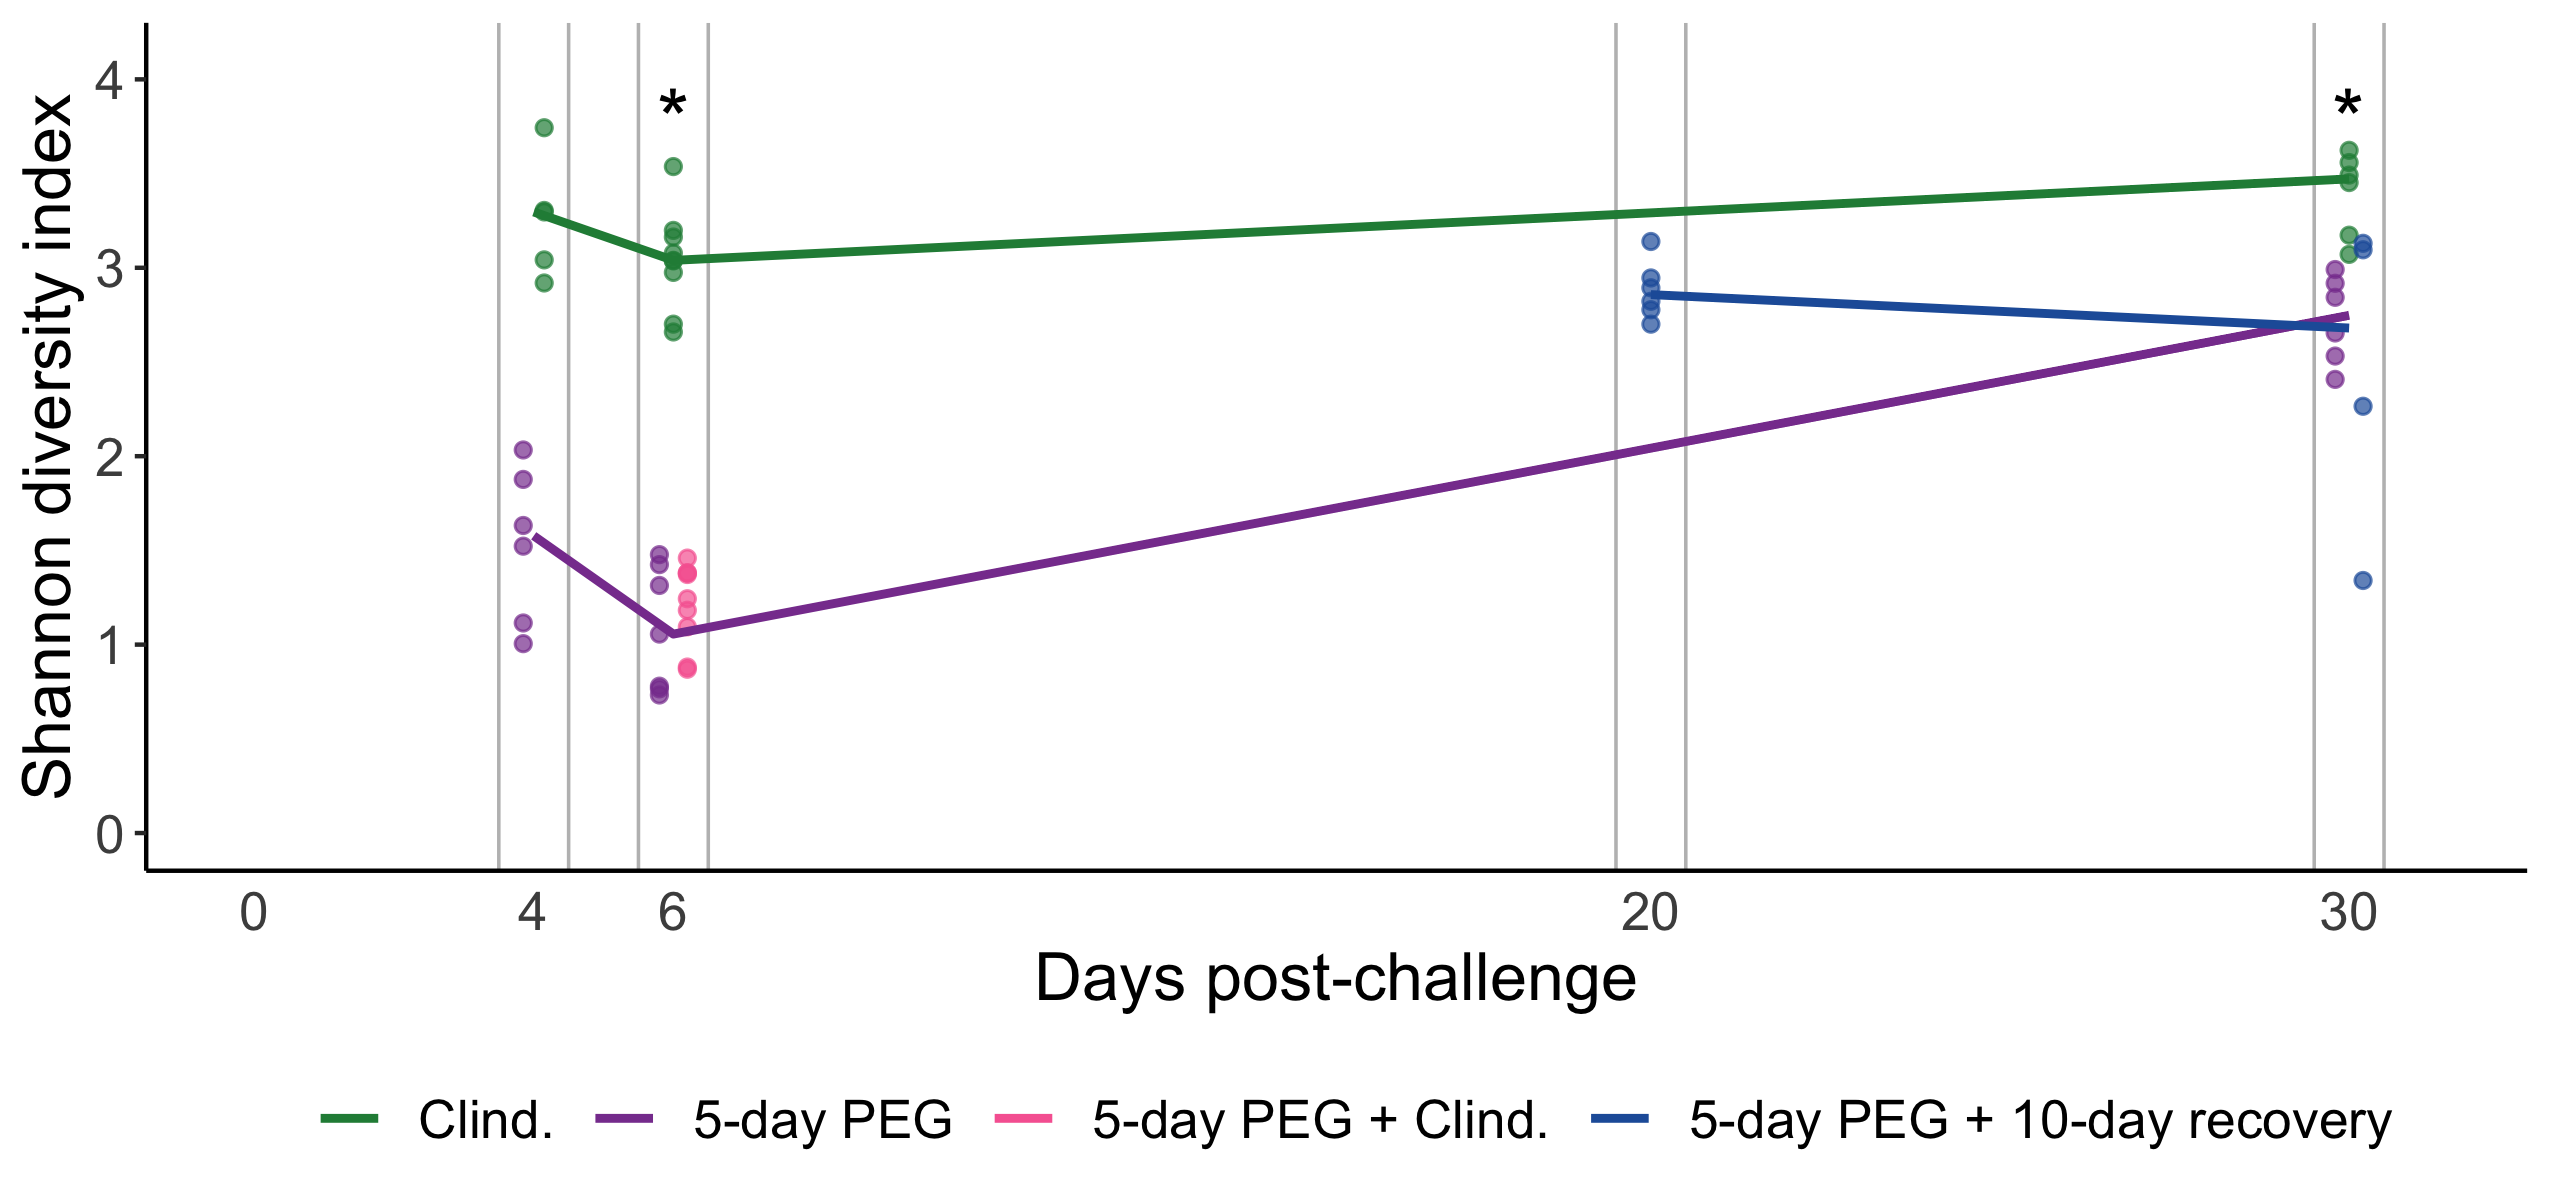 Shannon diversity index
4
3
2
1
0
*
*
0 4 6 20 30
Days post-challenge
Clind. 5-day PEG 5-day PEG + Clind. 5-day PEG + 10-day recovery